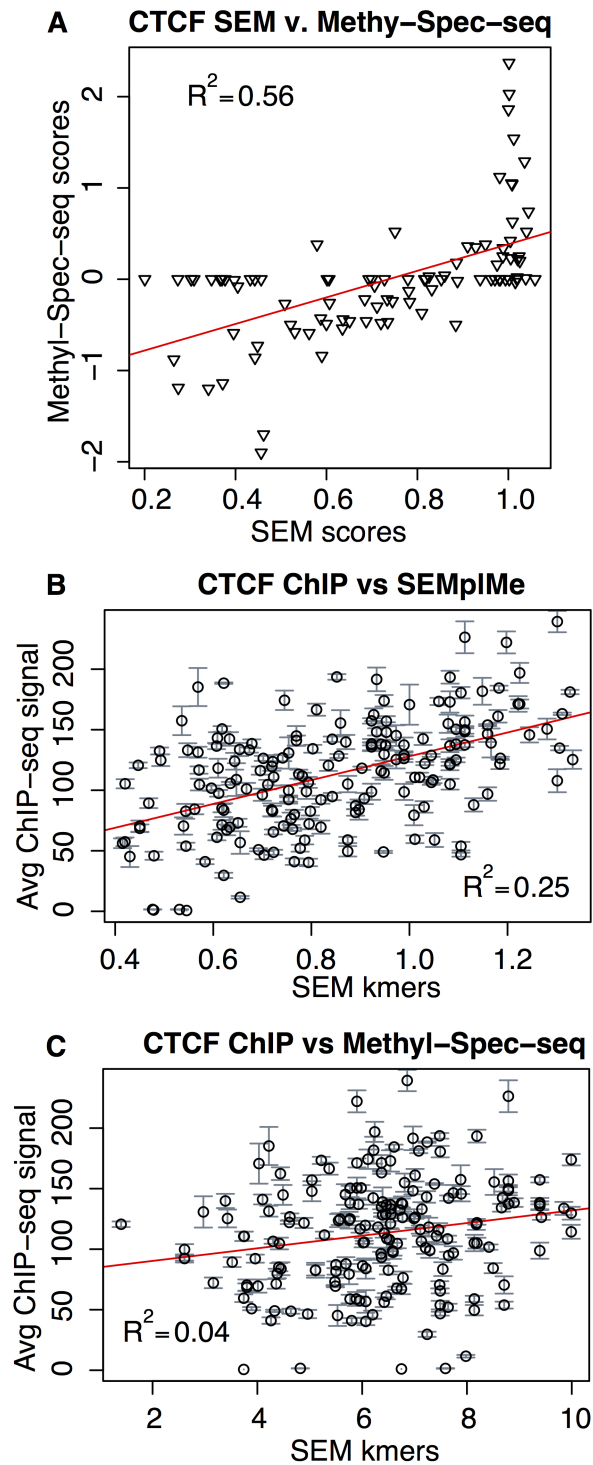 A CTCF SEM v. Methy-Spec-seq
R2=0.56
Methyl-Spec-seq scores
2
1
0
-1
-2
0.2 0.4 0.6 0.8 1.0
SEM scores
B CTCF ChIP vs SEMplMe
Avg ChIP-seq signal
200
150
100
50
0
R2=0.25
0.4 0.6 0.8 1.0 1.2
SEM kmers
C CTCF ChIP vs Methyl-Spec-seq
Avg ChIP-seq signal
200
150
100
50
0
R2=0.04
2 4 6 8 10
SEM kmers